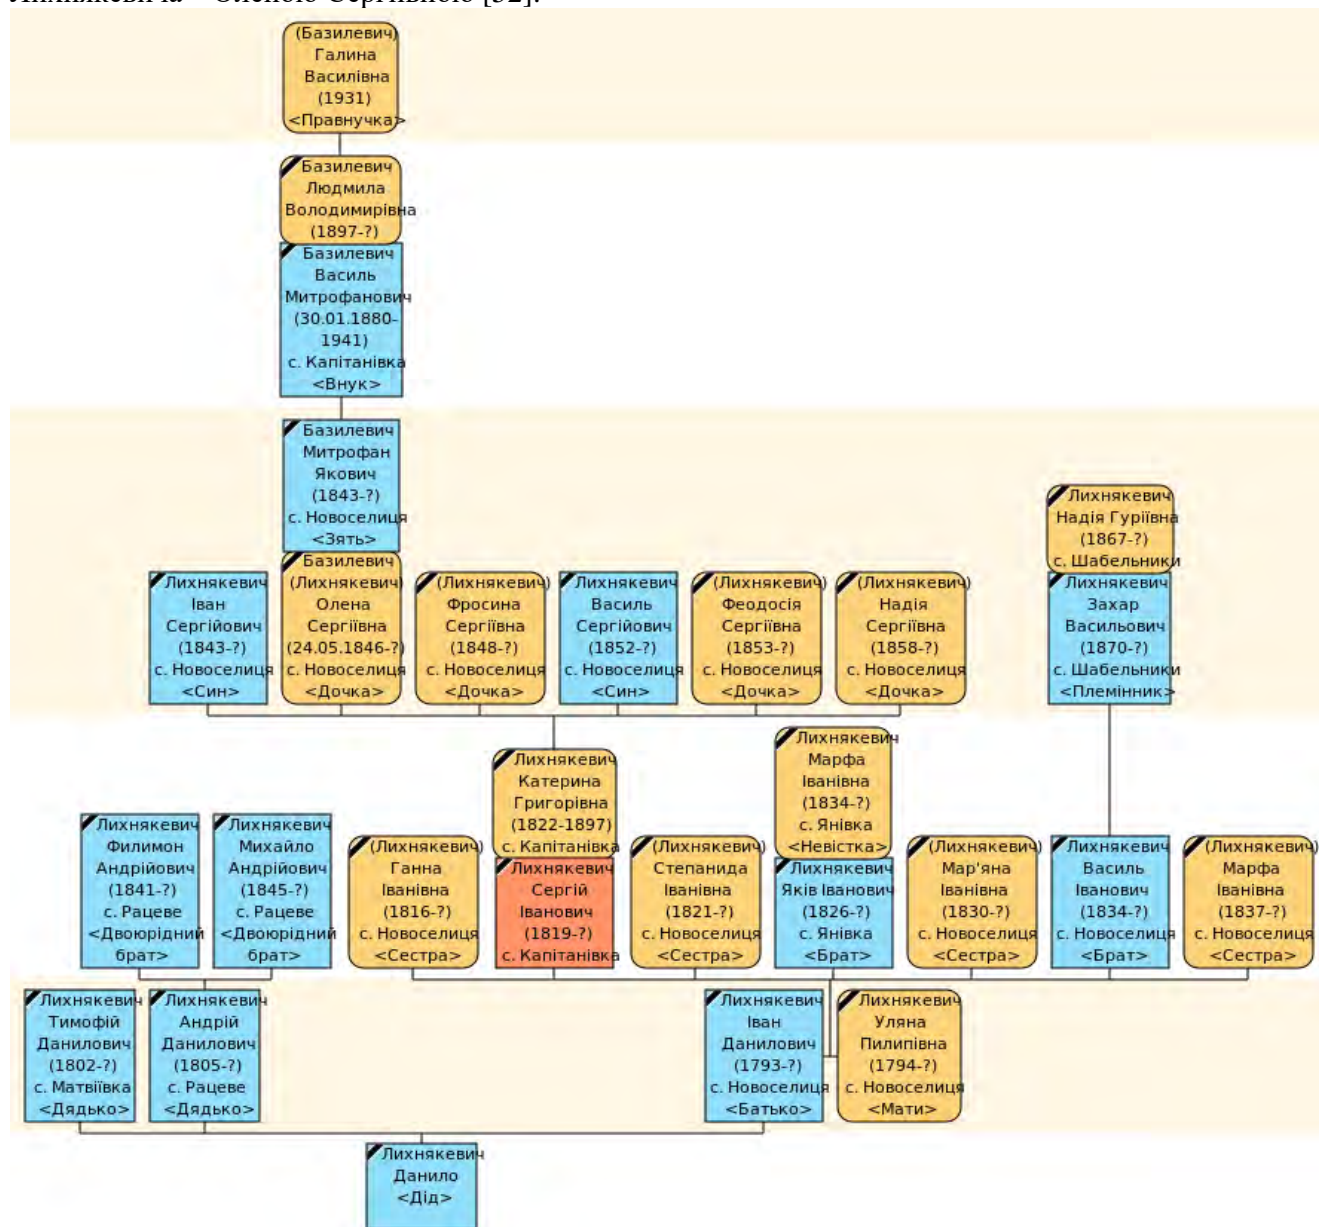 Лихнякевича – Оленою Сергіївною [32].
(Базилевич)
Галина
Василівна
(1931)
<Правнучка>
Базилевич
Людмила
Володимирівна
(1897-?)
Базилевич
Василь
Митрофанович
(30.01.1880-
1941)
с. Капітанівка
<Внук>
Базилевич
Митрофан
Якович
(1843-?)
с. Новоселиця
<Зять>
Лихнякевич
Іван
Сергійович
(1843-?)
с. Новоселиця
<Син>
Базилевич
(Лихнякевич)
Олена
Сергіївна
(24.05.1846-?)
с. Новоселиця
<Дочка>
(Лихнякевич)
Фросина
Сергіївна
(1848-?)
с. Новоселиця
<Дочка>
Лихнякевич
Василь
Сергійович
(1852-?)
с. Новоселиця
<Син>
(Лихнякевич)
Феодосія
Сергіївна
(1853-?)
с. Новоселиця
<Дочка>
(Лихнякевич)
Надія
Сергіївна
(1858-?)
с. Новоселиця
<Дочка>
Лихнякевич
Надія Гуріївна
(1867-?)
с. Шабельники
Лихнякевич
Захар
Васильович
(1870-?)
с. Шабельники
<Племінник>
Лихнякевич
Филимон
Андрійович
(1841-?)
с. Рацеве
<Двоюрідний
брат>
Лихнякевич
Михайло
Андрійович
(1845-?)
с. Рацеве
<Двоюрідний
брат>
(Лихнякевич)
Ганна
Іванівна
(1816-?)
с. Новоселиця
<Сестра>
Лихнякевич
Катерина
Григорівна
(1822-1897)
с. Капітанівка
Лихнякевич
Сергій
Іванович
(1819-?)
с. Капітанівка
(Лихнякевич)
Степанида
Іванівна
(1821-?)
с. Новоселиця
<Сестра>
Лихнякевич
Марфа
Іванівна
(1834-?)
с. Янівка
<Невістка>
Лихнякевич
Яків Іванович
(1826-?)
с. Янівка
<Брат>
(Лихнякевич)
Мар'яна
Іванівна
(1830-?)
с. Новоселиця
<Сестра>
Лихнякевич
Василь
Іванович
(1834-?)
с. Новоселиця
<Брат>
(Лихнякевич)
Марфа
Іванівна
(1837-?)
с. Новоселиця
<Сестра>
Лихнякевич
Тимофій
Данилович
(1802-?)
с. Матвіївка
<Дядько>
Лихнякевич
Андрій
Данилович
(1805-?)
с. Рацеве
<Дядько>
Лихнякевич
Іван
Данилович
(1793-?)
с. Новоселиця
<Батько>
Лихнякевич
Уляна
Пилипівна
(1794-?)
с. Новоселиця
<Мати>
Лихнякевич
Данило
<Дід>